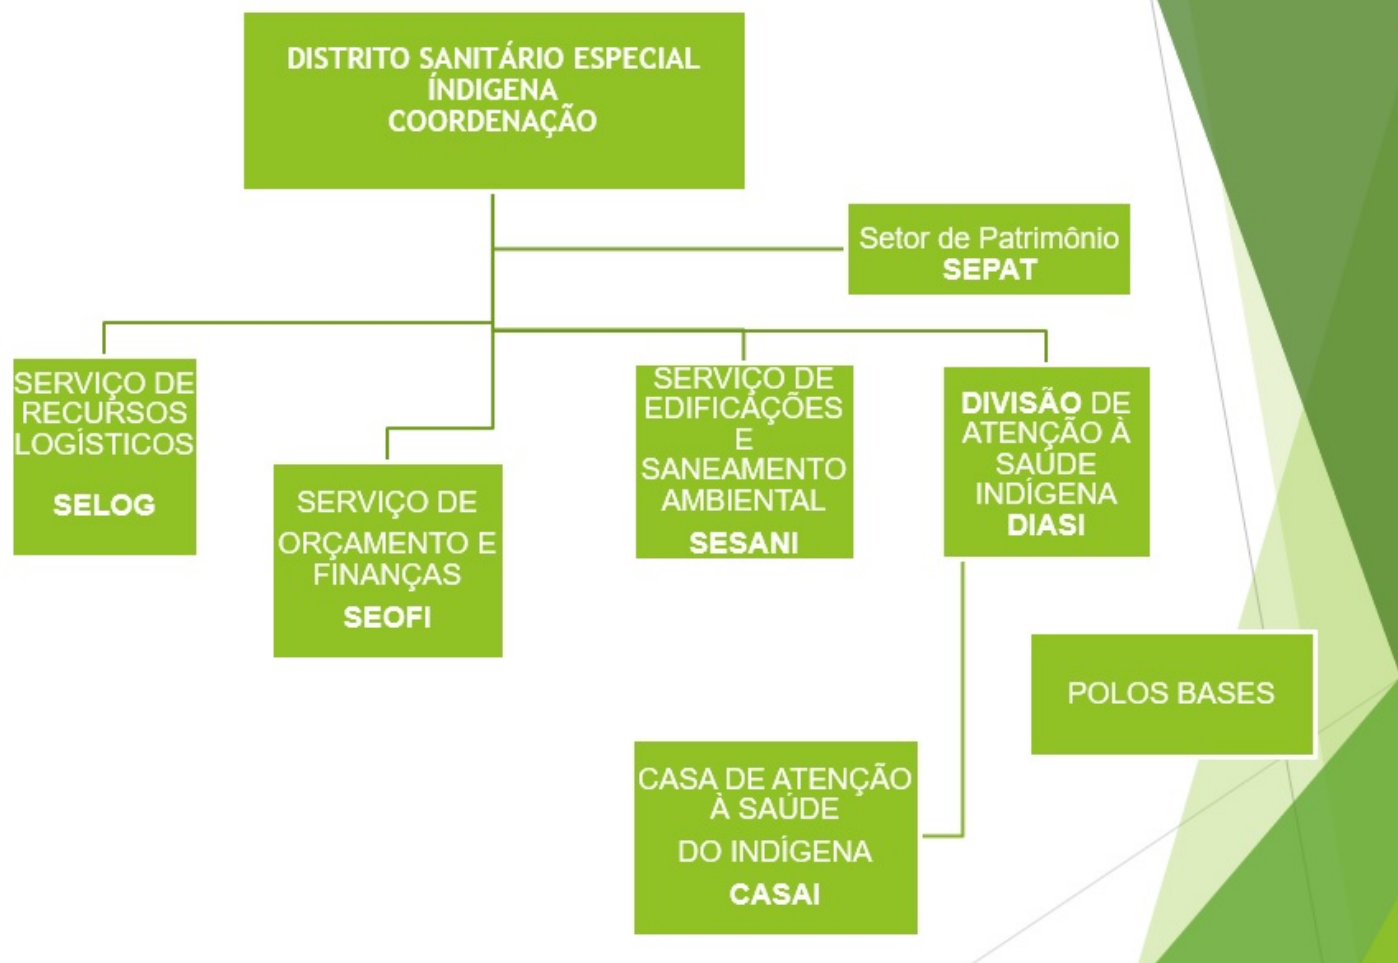 DISTRITO SANITÁRIO ESPECIAL
ÍNDIGENA
COORDENAÇÃO
Setor de Patrimônio
SEPAT
SERVIÇO DE
RECURSOS
LOGÍSTICOS
SELOG
SERVIÇO DE
ORÇAMENTO E
FINANÇAS
SEOFI
SERVIÇO DE
EDIFICAÇÕES
E
SANEAMENTO
AMBIENTAL
SESANI
DIVISÃO DE
ATENÇÃO À
SAÚDE
INDÍGENA
DIASI
POLOS BASES
CASA DE ATENÇÃO
À SAÚDE
DO INDÍGENA
CASAI